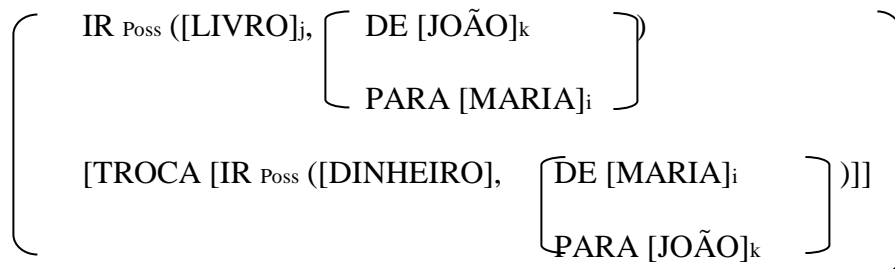 IR Poss ([LIVRO]j, DE [JOÃO]k )
PARA [MARIA]i
[TROCA [IR Poss ([DINHEIRO], DE [MARIA]i )]]
PARA [JOÃO]k